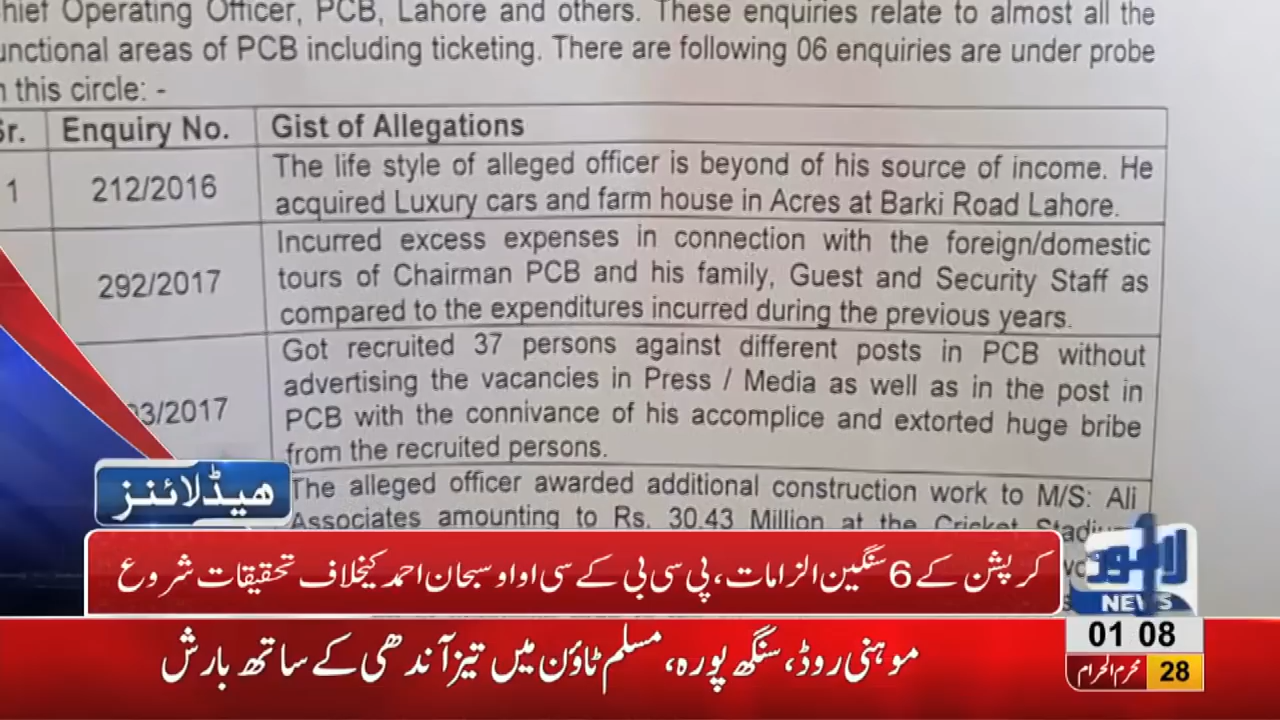 hief Operating Officer, PCB, Lahore and others. These enquiries relate to almost all the
unctional areas of PCB including ticketing. There are following 06 enquiries are under probe
this circle: -
Sr. Enquiry No. Gist of Allegations
1 212/2016 The life style of alleged officer is beyond of his source of income. He
acquired Luxury cars and farm house in Acres at Barki Road Lahore.
292/2017 Incurred excess expenses in connection with the foreign/domestic
tours of Chairman PCB and his family, Guest and Security Staff as
compared to the expenditures incurred during the previous years.
3/2017 Got recruited 37 persons against different posts in PCB without
advertising the vacancies in Press / Media as well as in the post in
PCB with the connivance of his accomplice and extorted huge bribe
from the recruited persons.
The alleged officer awarded additional construction work to M/S: Ali
Associates amounting to Rs. 30.43 Million at the Cricket
ہیڈلائنز
کرپشن کے 6 سنگین الزامات، پی سی بی کے سی او او سبحان احمد کیخلاف تحقیقات شروع
لاہور
NEWS
01 08
موہنی روڈ، سنگھ پورہ، مسلم ٹاؤن میں تیز آندھی کے ساتھ بارش
محرم الحرام 28